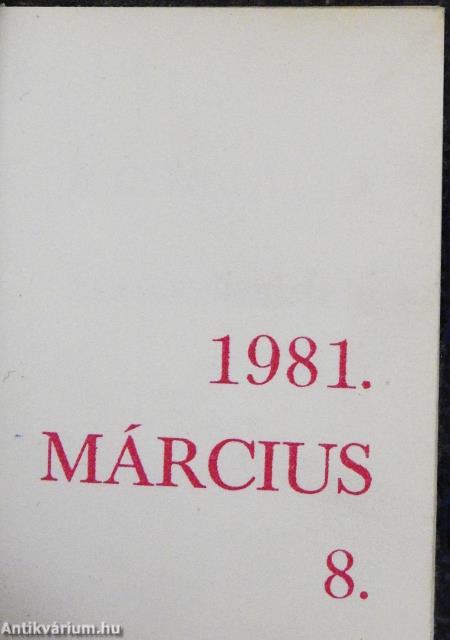 1981.
MÁRCIUS
8.
Antikvárium.hu